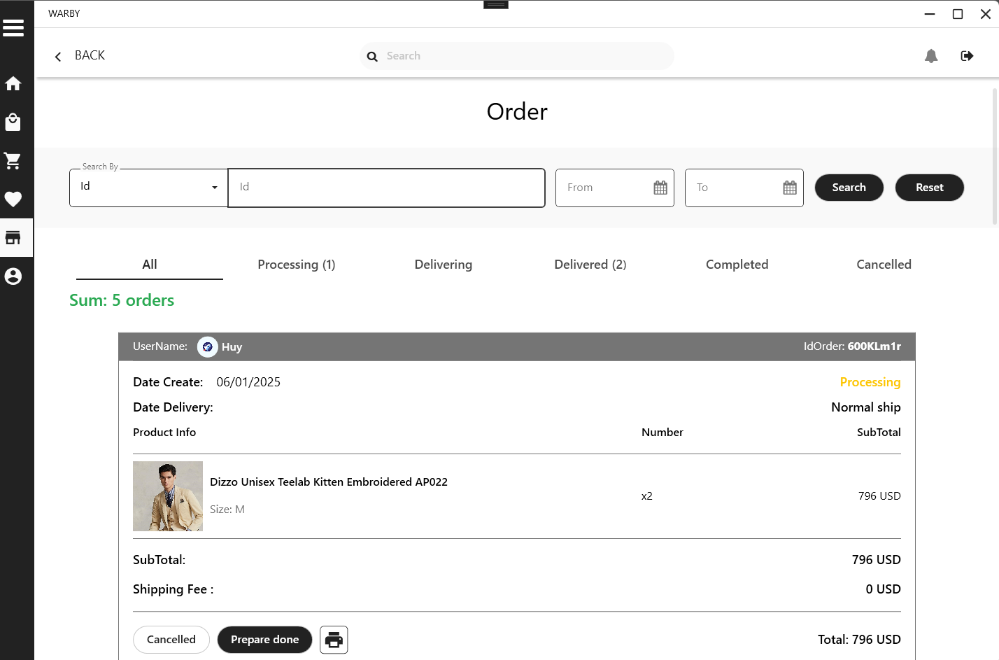 WARBY
BACK
Search
Order
Search By
Id
Id
From
To
Search
Reset
All
Processing (1)
Delivering
Delivered (2)
Completed
Cancelled
Sum: 5 orders
UserName: Huy
IdOrder: 600KLm1r
Date Create: 06/01/2025
Processing
Date Delivery:
Normal ship
Product Info
Number
SubTotal
Dizzo Unisex Teelab Kitten Embroidered AP022
Size: M
x2
796 USD
SubTotal:
796 USD
Shipping Fee :
0 USD
Cancelled
Prepare done
Total: 796 USD